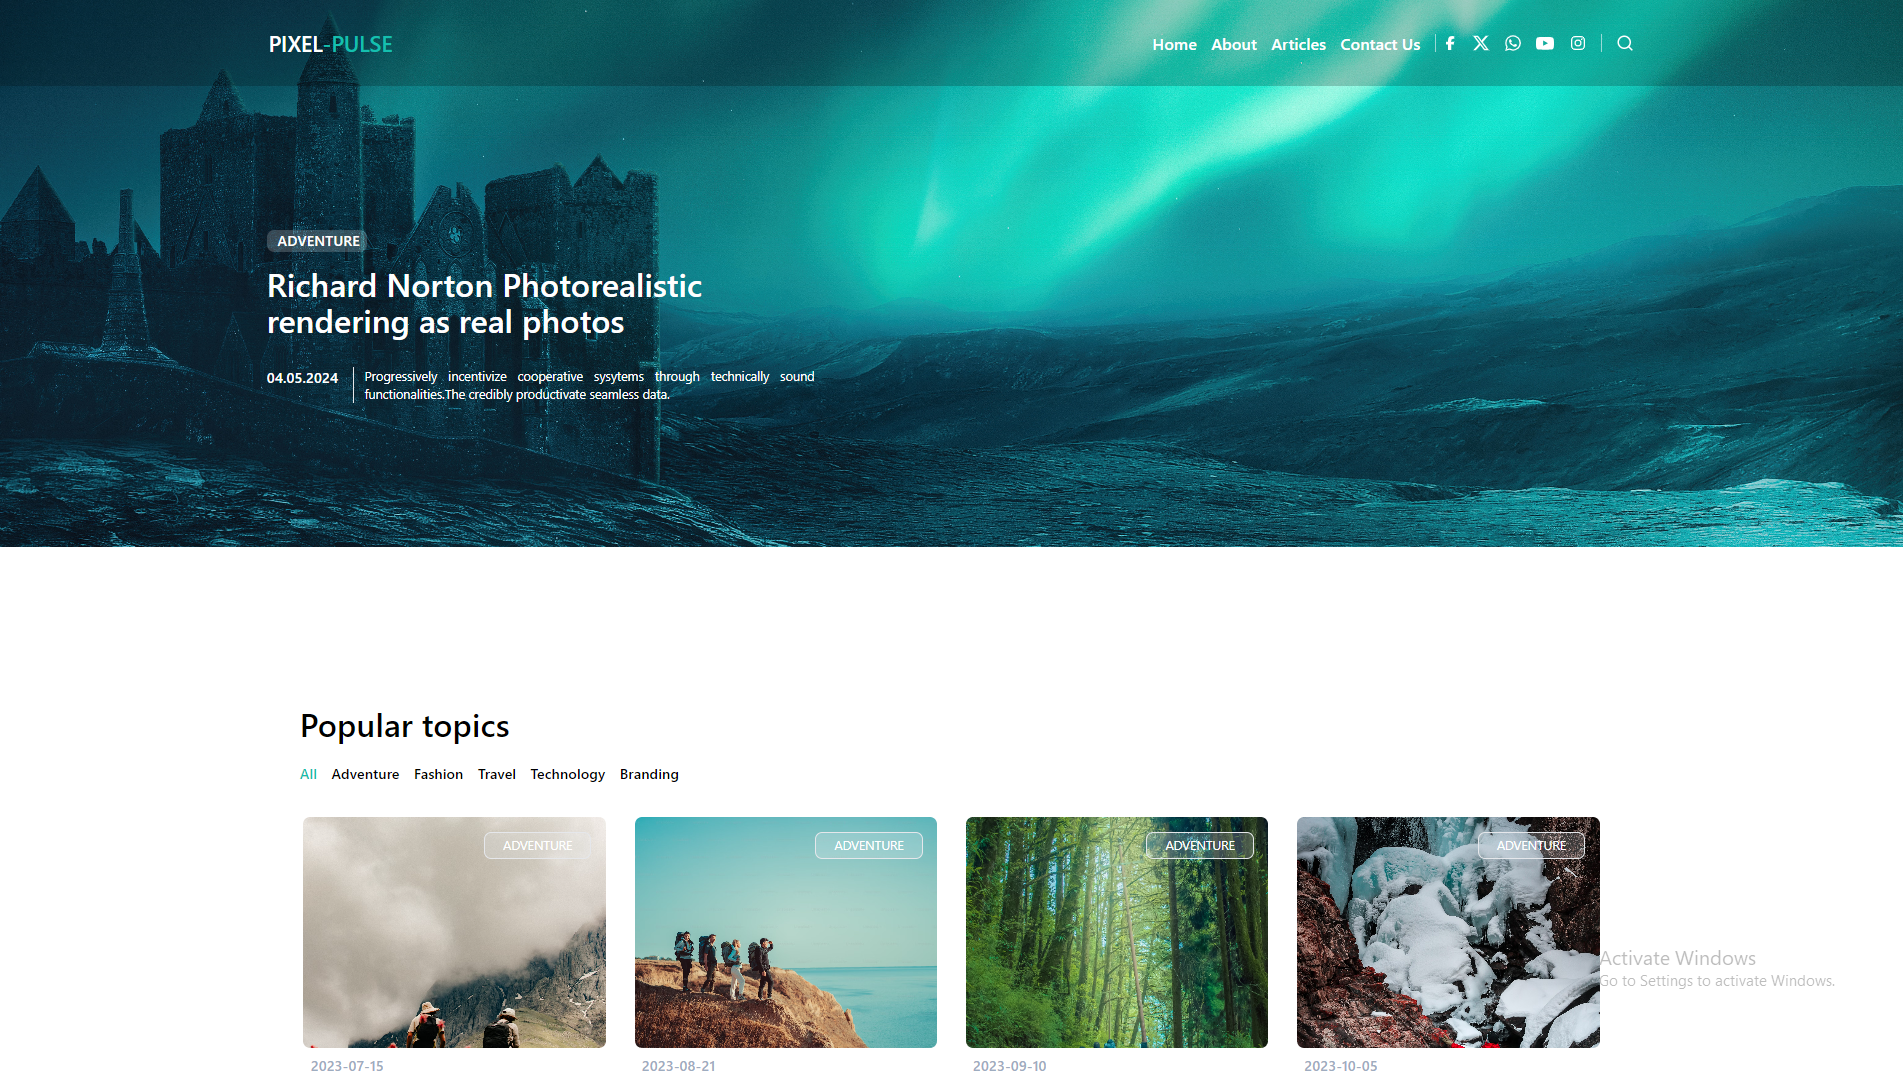 PIXEL-PULSE
Home About Articles Contact Us
ADVENTURE
Richard Norton Photorealistic
rendering as real photos
04.05.2024
Progressively incentivize cooperative sysytems through technically sound
functionalities.The credibly productivate seamless data.
Popular topics
All Adventure Fashion Travel Technology Branding
ADVENTURE
ADVENTURE
ADVENTURE
ADVENTURE
Activate Windows
Go to Settings to activate Windows.
2023-07-15
2023-08-21
2023-09-10
2023-10-05